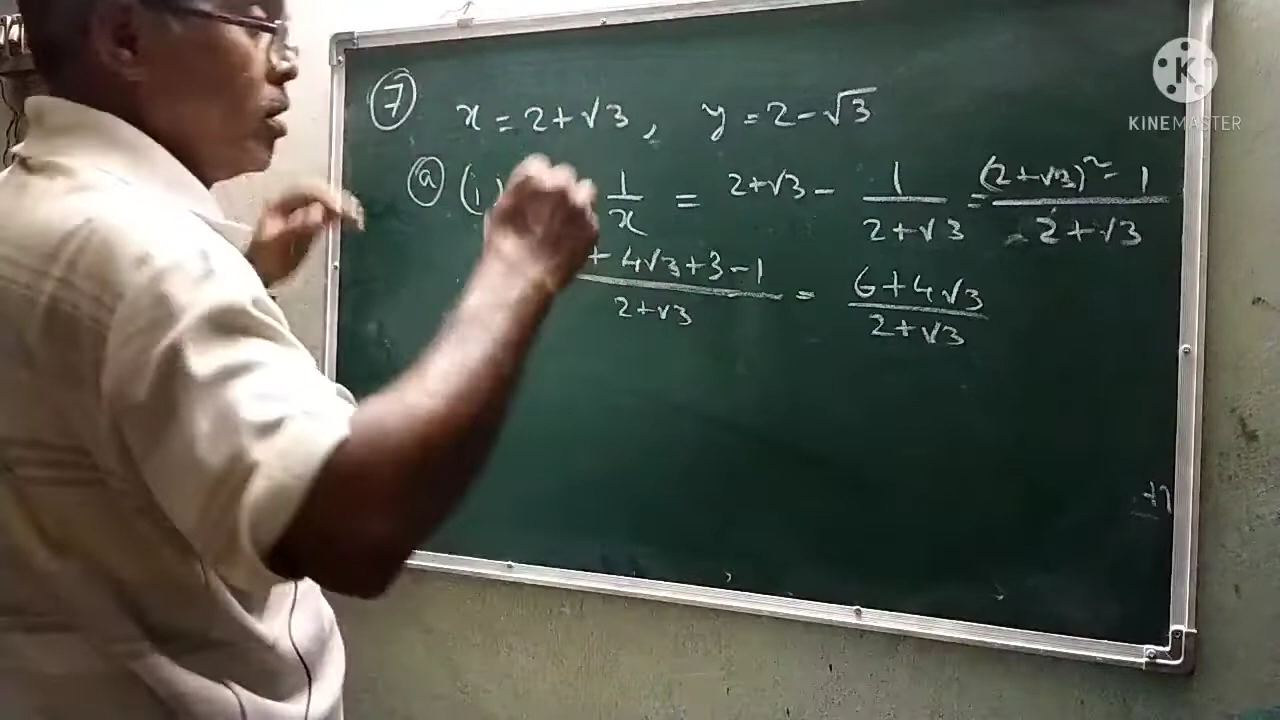 ⑦ x = 2+√3, y = 2-√3
ⓐ (i) 1/x = 2+√3 - 1/(2+√3) = ((2+√3)² - 1)/(2+√3)
(+ 4√3+3-1)/(2+√3) = (6+4√3)/(2+√3)
K
KINEMASTER